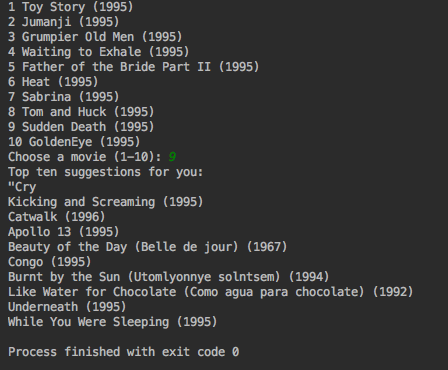 1 Toy Story (1995)
2 Jumanji (1995)
3 Grumpier Old Men (1995)
4 Waiting to Exhale (1995)
5 Father of the Bride Part II (1995)
6 Heat (1995)
7 Sabrina (1995)
8 Tom and Huck (1995)
9 Sudden Death (1995)
10 GoldenEye (1995)
Choose a movie (1-10): 9
Top ten suggestions for you:
"Cry
Kicking and Screaming (1995)
Catwalk (1996)
Apollo 13 (1995)
Beauty of the Day (Belle de jour) (1967)
Congo (1995)
Burnt by the Sun (Utomlyonnye solntsem) (1994)
Like Water for Chocolate (Como agua para chocolate) (1992)
Underneath (1995)
While You Were Sleeping (1995)
Process finished with exit code 0